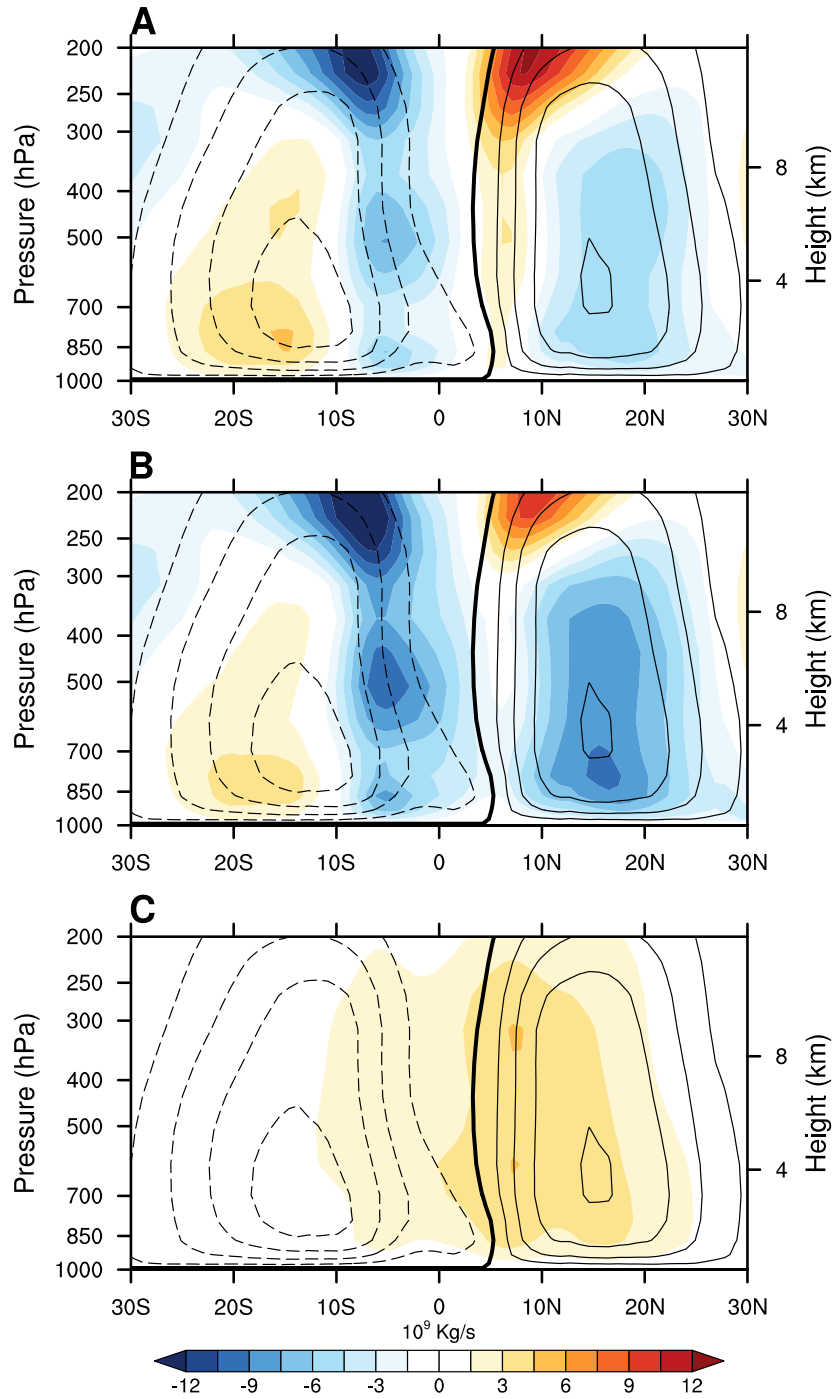 A
200
250
300
400
500
700
850
1000
Pressure (hPa)
8
4
Height (km)
30S 20S 10S 0 10N 20N 30N
B
200
250
300
400
500
700
850
1000
Pressure (hPa)
8
4
Height (km)
30S 20S 10S 0 10N 20N 30N
C
200
250
300
400
500
700
850
1000
Pressure (hPa)
8
4
Height (km)
30S 20S 10S 0 10N 20N 30N
10⁹ Kg/s
-12 -9 -6 -3 0 3 6 9 12